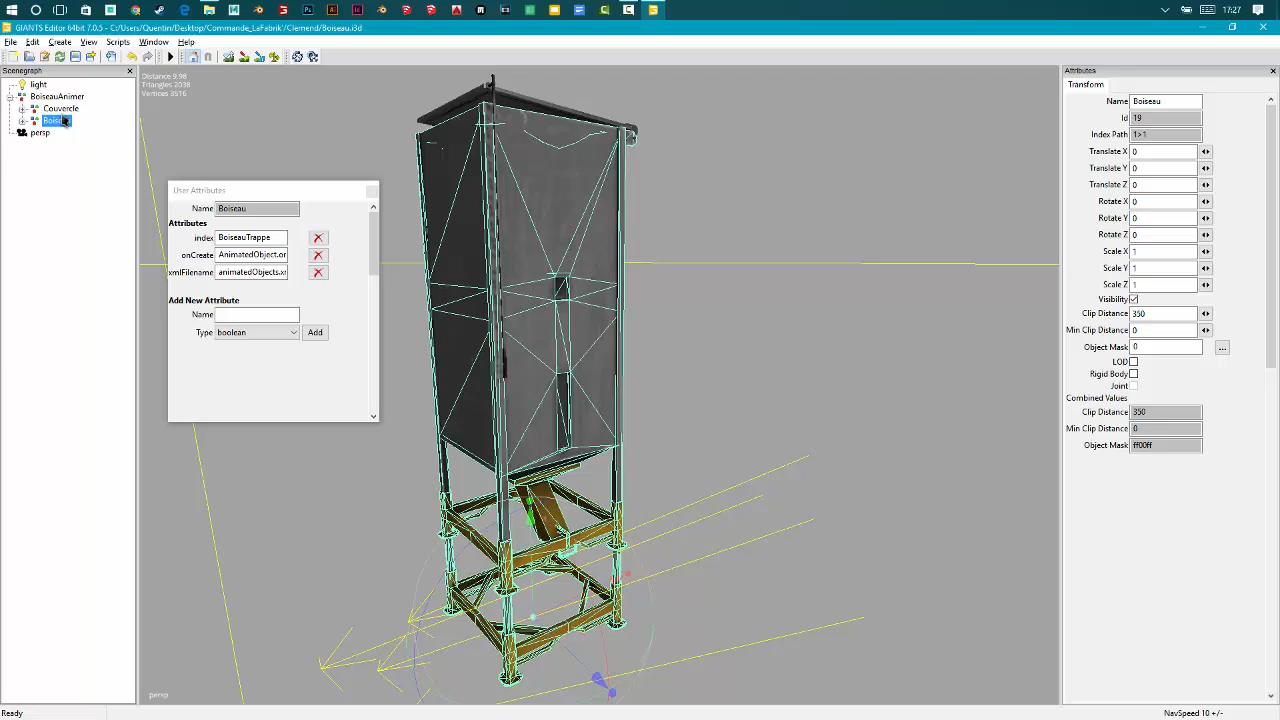 17:27
GIANTS Editor 64bit 7.0.5 - C:/Users/Quentin/Desktop/Commande_LaFabrik'/Clemend/Boiseau.i3d
File Edit Create View Scripts Window Help
Scenegraph
light
BoiseauAnimer
Couvercle
persp
Distance 9.98
Triangles 2038
Vertices 3516
User Attributes
Name Boiseau
Attributes
index BoiseauTrappe
onCreate AnimatedObject.or
xmlFilename animatedObjects.xr
Add New Attribute
Name
Type boolean Add
persp
Attributes
Transform
Name Boiseau
Id 19
Index Path 1>1
Translate X 0
Translate Y 0
Translate Z 0
Rotate X 0
Rotate Y 0
Rotate Z 0
Scale X 1
Scale Y 1
Scale Z 1
Visibility
Clip Distance 350
Min Clip Distance 0
Object Mask 0 ...
LOD
Rigid Body
Joint
Combined Values
Clip Distance 350
Min Clip Distance 0
Object Mask ff00ff
Ready
NavSpeed 10 +/-